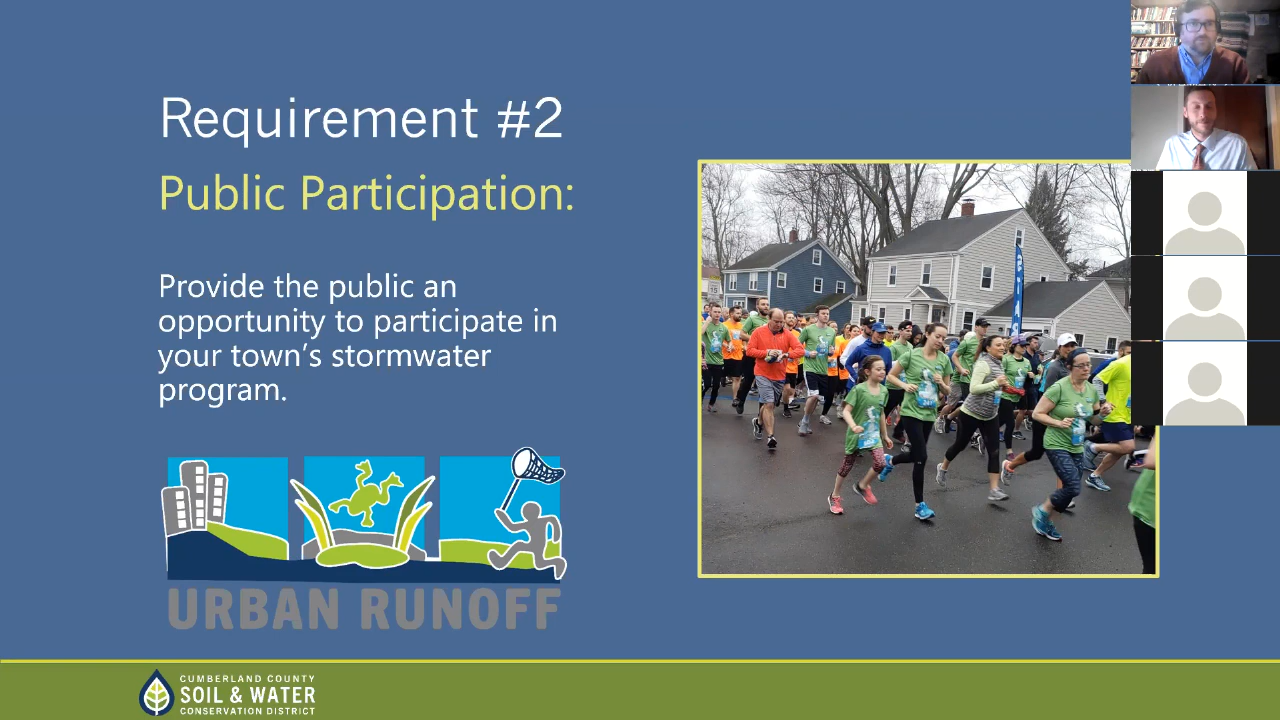 Requirement #2
Public Participation:
Provide the public an
opportunity to participate in
your town's stormwater
program.
URBAN RUNOFF
CUMBERLAND COUNTY
SOIL & WATER
CONSERVATION DISTRICT